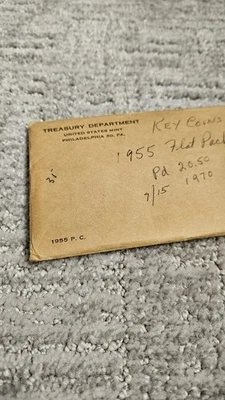 TREASURY DEPARTMENT
UNITED STATES MINT
PHILADELPHIA 30, PA.
KEY COINS
1955 Flat Pack
Pd 20.50
9/15 1970
1955 P. C.